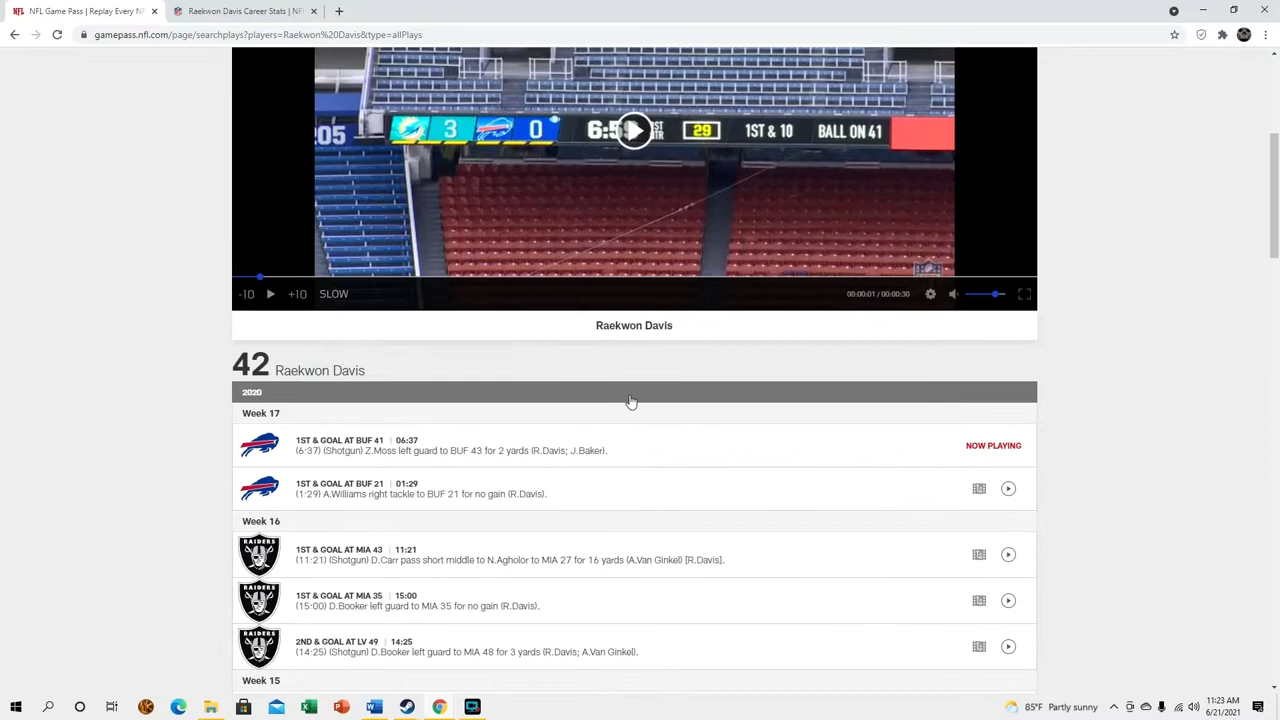 NFL Game Pass | Replay Every NF
Raekwon Davis Career Stats | NFL
gamepass.nfl.com/page/searchplays?players=Raekwon%20Davis&type=allPlays
205
3
0
29
1ST & 10
BALL ON 41
-10
+10
SLOW
00:00:01 / 00:00:30
Raekwon Davis
42 Raekwon Davis
2020
Week 17
1ST & GOAL AT BUF 41 | 06:37
(6:37) (Shotgun) Z.Moss left guard to BUF 43 for 2 yards (R.Davis; J.Baker).
NOW PLAYING
1ST & GOAL AT BUF 21 | 01:29
(1:29) A.Williams right tackle to BUF 21 for no gain (R.Davis).
Week 16
RAIDERS
1ST & GOAL AT MIA 43 | 11:21
(11:21) (Shotgun) D.Carr pass short middle to N.Agholor to MIA 27 for 16 yards (A.Van Ginkel) [R.Davis].
RAIDERS
1ST & GOAL AT MIA 35 | 15:00
(15:00) D.Booker left guard to MIA 35 for no gain (R.Davis).
RAIDERS
2ND & GOAL AT LV 49 | 14:25
(14:25) (Shotgun) D.Booker left guard to MIA 48 for 3 yards (R.Davis; A.Van Ginkel).
Week 15
85°F Partly sunny
11:23 AM
6/21/2021